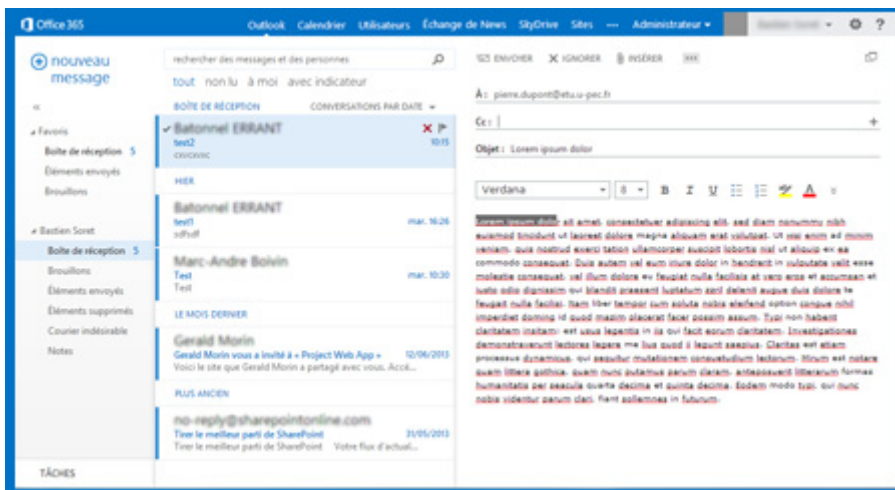 Office 365
Outlook Calendrier Utilisateurs Échange de News SkyDrive Sites ··· Administrateur
?
nouveau
message
«
Favoris
Boîte de réception 5
Éléments envoyés
Brouillons
Bastien Soret
Boîte de réception 5
Brouillons
Éléments envoyés
Éléments supprimés
Courier indésirable
Notes
TÂCHES
rechercher des messages et des personnes
tout non lu à moi avec indicateur
BOÎTE DE RÉCEPTION CONVERSATIONS PAR DATE
Batonnel ERRANT
test2 10:15
cxvcxvxc
HIER
Batonnel ERRANT
test1 mar. 16:26
sdfsdf
Marc-Andre Boivin
Test mar. 10:30
Test
LE MOIS DERNIER
Gerald Morin
Gerald Morin vous a invité à « Project Web App » 12/06/2013
Voici le site que Gerald Morin a partagé avec vous. Accé...
PLUS ANCIEN
no-reply@sharepointonline.com
Tirer le meilleur parti de SharePoint 31/05/2013
Tirer le meilleur parti de SharePoint Votre flux d'actual...
ENVOYER IGNORER INSÉRER ···
À : pierre.dupont@etu.u-pec.fr
Cc : +
Objet : Lorem ipsum dolor
Verdana 8 B I U A
Lorem ipsum dolor sit amet, consectetuer adipiscing elit, sed diam nonummy nibh
euismod tincidunt ut laoreet dolore magna aliquam erat volutpat. Ut wisi enim ad minim
veniam, quis nostrud exerci tation ullamcorper suscipit lobortis nisl ut aliquip ex ea
commodo consequat. Duis autem vel eum iriure dolor in hendrerit in vulputate velit esse
molestie consequat, vel illum dolore eu feugiat nulla facilisis at vero eros et accumsan et
iusto odio dignissim qui blandit praesent luptatum zzril delenit augue duis dolore te
feugait nulla facilisi. Nam liber tempor cum soluta nobis eleifend option congue nihil
imperdiet doming id quod mazim placerat facer possim assum. Typi non habent
claritatem insitam; est usus legentis in iis qui facit eorum claritatem. Investigationes
demonstraverunt lectores legere me lius quod ii legunt saepius. Claritas est etiam
processus dynamicus, qui sequitur mutationem consuetudium lectorum. Mirum est notare
quam littera gothica, quam nunc putamus parum claram, anteposuerit litterarum formas
humanitatis per seacula quarta decima et quinta decima. Eodem modo typi, qui nunc
nobis videntur parum clari, fiant sollemnes in futurum.